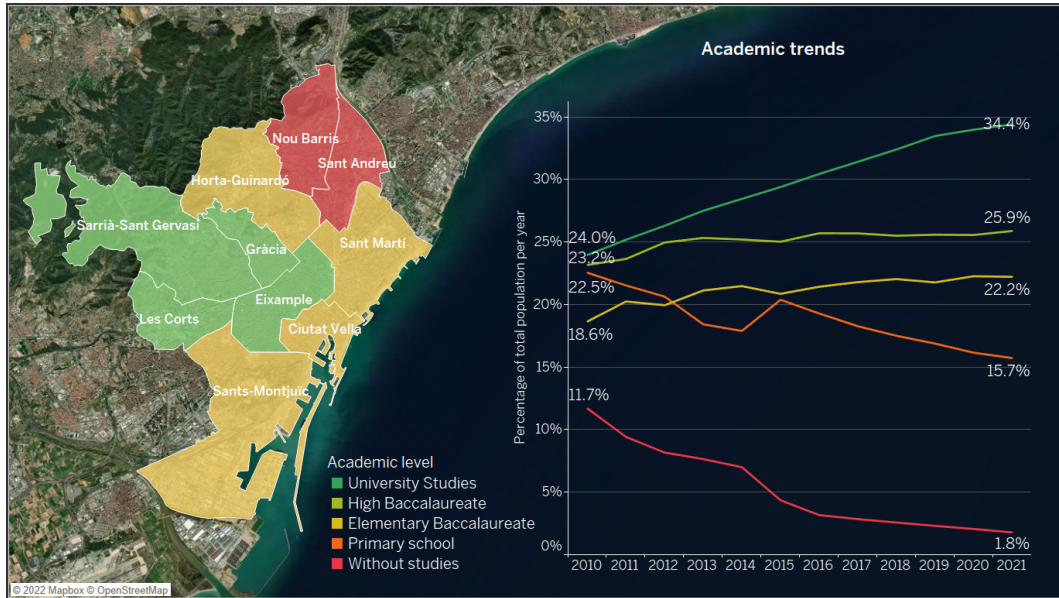 Academic trends
Nou Barris
Sant Andreu
Horta-Guinardó
Sarrià-Sant Gervasi
Gràcia
Sant Martí
Eixample
Les Corts
Ciutat Vella
Sants-Montjuïc
Academic level
University Studies
High Baccalaureate
Elementary Baccalaureate
Primary school
Without studies
Percentage of total population per year
35%
30%
25%
20%
15%
10%
5%
0%
34.4%
25.9%
24.0%
23.2%
22.5%
22.2%
18.6%
15.7%
11.7%
1.8%
2010 2011 2012 2013 2014 2015 2016 2017 2018 2019 2020 2021
© 2022 Mapbox © OpenStreetMap